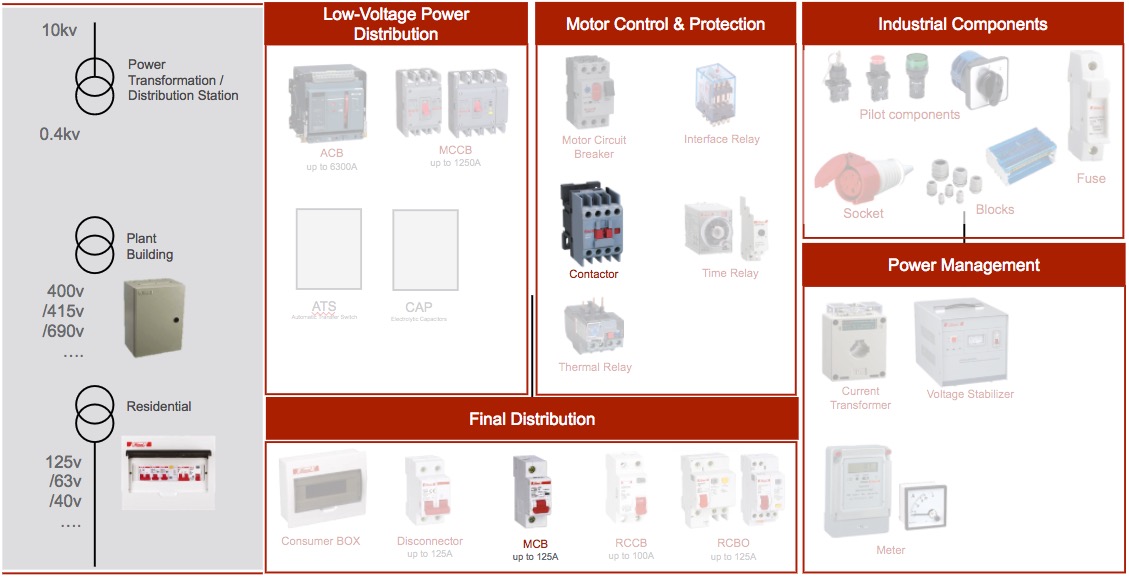 10kv
Power
Transformation /
Distribution Station
0.4kv
Plant
Building
400v
/415v
/690v
....
Residential
125v
/63v
/40v
....
Low-Voltage Power
Distribution
ACB
up to 6300A
MCCB
up to 1250A
ATS
Automatic Transfer Switch
CAP
Electrolytic Capacitors
Motor Control & Protection
Motor Circuit
Breaker
Interface Relay
Contactor
Time Relay
Thermal Relay
Industrial Components
Pilot components
Socket
Blocks
Fuse
Power Management
Current
Transformer
Voltage Stabilizer
Meter
Final Distribution
Consumer BOX
Disconnector
up to 125A
MCB
up to 125A
RCCB
up to 100A
RCBO
up to 125A